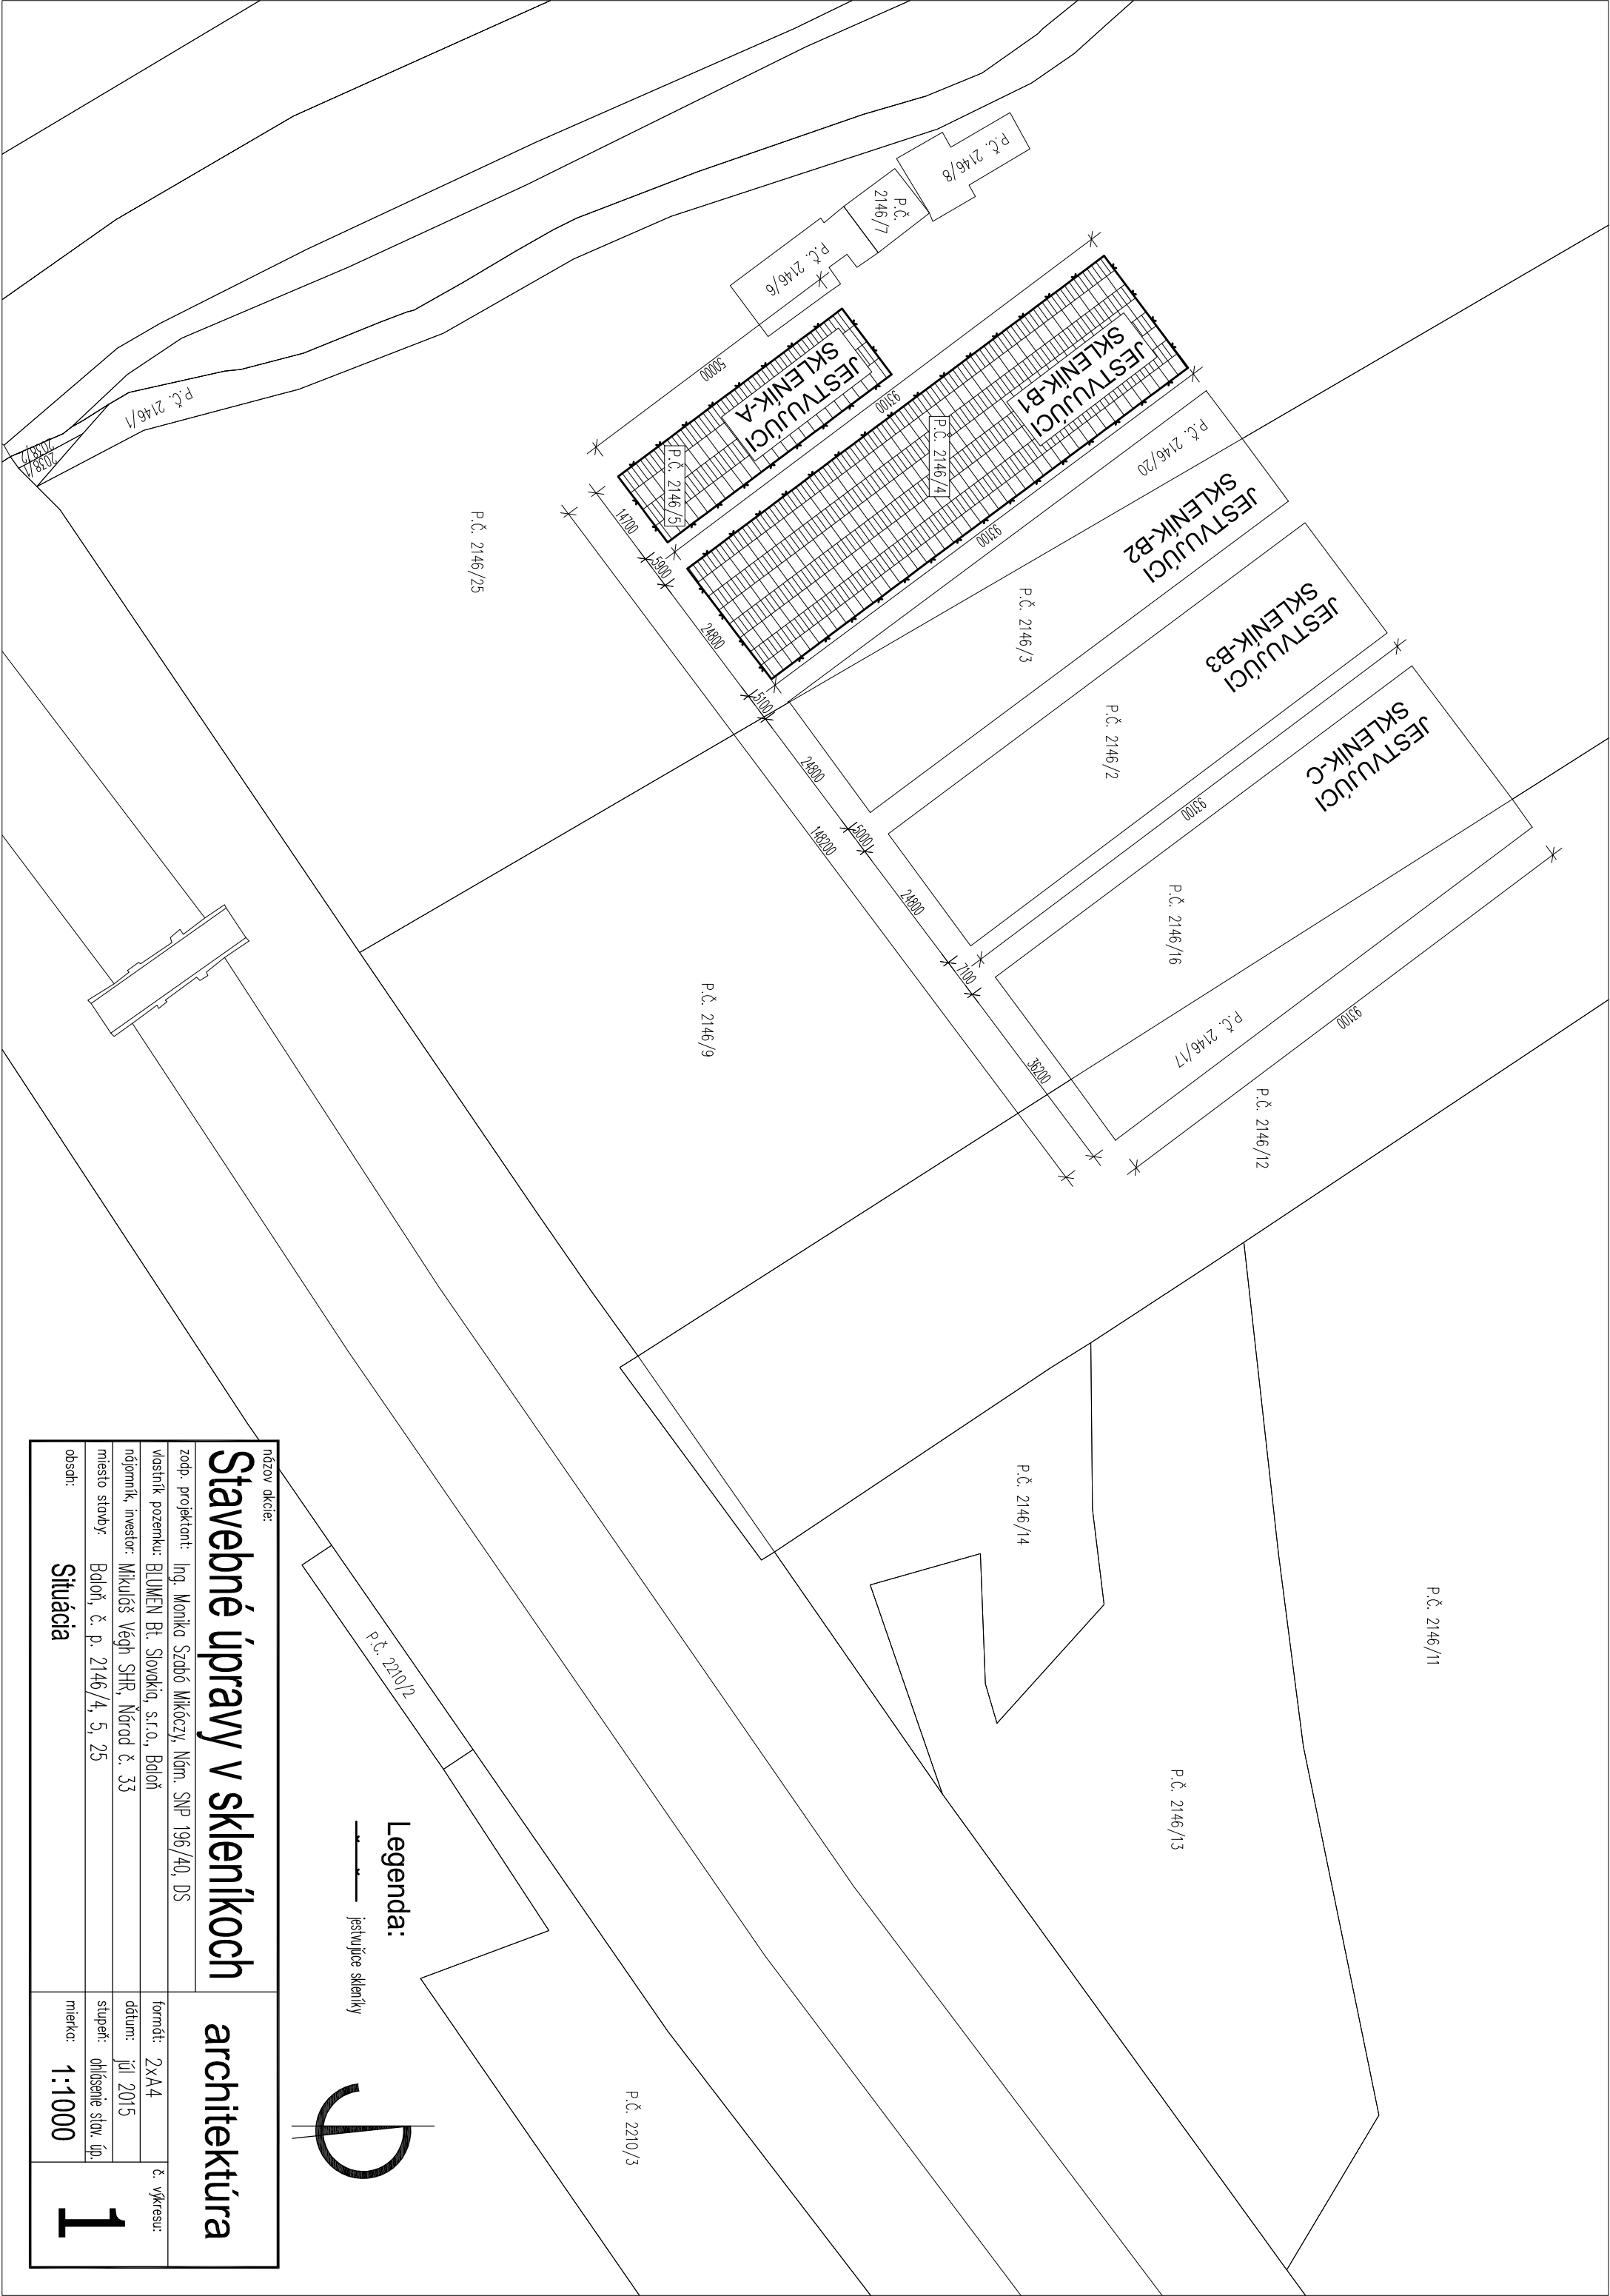 P.Č. 2146/8
P.Č.
2146/7
P.Č. 2146/6
P.Č. 2146/1
2038/2
2038/1
P.Č. 2146/25
50000
JESTVUJÚCI
SKLENÍK-A
P.Č. 2146/5
93100
JESTVUJÚCI
SKLENÍK-B1
P.Č. 2146/4
93100
P.Č. 2146/20
JESTVUJÚCI
SKLENÍK-B2
P.Č. 2146/3
JESTVUJÚCI
SKLENÍK-B3
P.Č. 2146/2
93100
JESTVUJÚCI
SKLENÍK-C
P.Č. 2146/16
P.Č. 2146/17
93100
14700
5900
24800
5100
24800
5000
24800
7100
36200
148200
P.Č. 2146/9
P.Č. 2146/12
P.Č. 2146/14
P.Č. 2146/11
P.Č. 2146/13
P.Č. 2210/2
P.Č. 2210/3
Legenda:
jestvujúce skleníky
názov akcie:
Stavebné úpravy v skleníkoch
architektúra
zodp. projektant: Ing. Monika Szabó Mikóczy, Nám. SNP 196/40, DS
vlastník pozemku: BLUMEN Bt. Slovakia, s.r.o., Baloň
nájomník, investor: Mikuláš Végh SHR, Ňárad č. 33
miesto stavby: Baloň, č. p. 2146/4, 5, 25
obsah: Situácia
formát: 2xA4
dátum: júl 2015
stupeň: ohlásenie stav. úp.
mierka: 1:1000
č. výkresu:
1